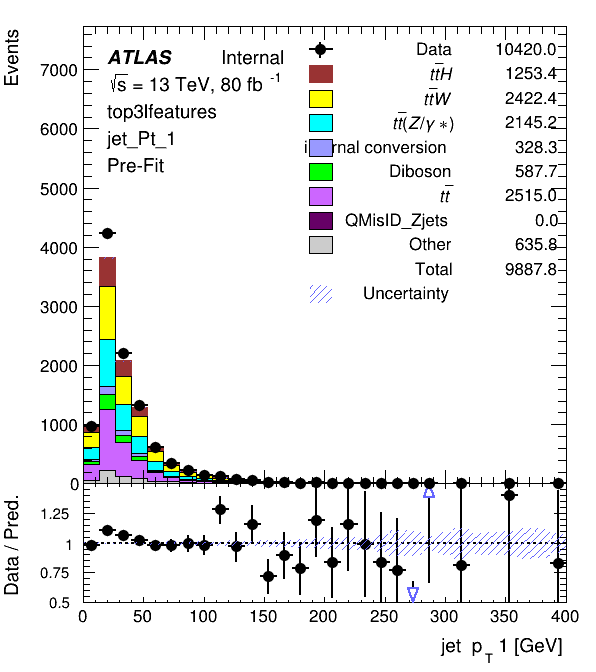 Events
ATLAS Internal
√s = 13 TeV, 80 fb⁻¹
top3lfeatures
jet_Pt_1
Pre-Fit
Data 10420.0
tt̄H 1253.4
tt̄W 2422.4
tt̄(Z/γ*) 2145.2
internal conversion 328.3
Diboson 587.7
tt̄ 2515.0
QMisID_Zjets 0.0
Other 635.8
Total 9887.8
Uncertainty
7000
6000
5000
4000
3000
2000
1000
0
Data / Pred.
1.25
1
0.75
0.5
0 50 100 150 200 250 300 350 400
jet p_T 1 [GeV]